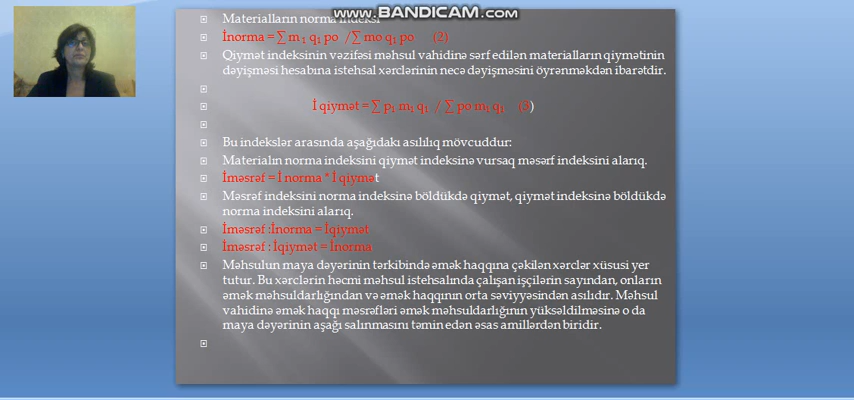 www.BANDICAM.com
Materialların norma indeksi
İnorma = ∑ m₁ q₁ po / ∑ mo q₁ po (2)
Qiymət indeksinin vəzifəsi məhsul vahidinə sərf edilən materialların qiymətinin
dəyişməsi hesabına istehsal xərclərinin necə dəyişməsini öyrənməkdən ibarətdir.
İ qiymət = ∑ p₁ m₁ q₁ / ∑ po m₁ q₁ (3)
Bu indekslər arasında aşağıdakı asılılıq mövcuddur:
Materialın norma indeksini qiymət indeksinə vursaq məsərf indeksini alarıq.
İməsrəf = İ norma * İ qiymət
Məsrəf indeksini norma indeksinə böldükdə qiymət, qiymət indeksinə böldükdə
norma indeksini alarıq.
İməsrəf :İnorma = İqiymət
İməsrəf : İqiymət = İnorma
Məhsulun maya dəyərinin tərkibində əmək haqqına çəkilən xərclər xüsusi yer
tutur. Bu xərclərin həcmi məhsul istehsalında çalışan işçilərin sayından, onların
əmək məhsuldarlığından və əmək haqqının orta səviyyəsindən asılıdır. Məhsul
vahidinə əmək haqqı məsrəfləri əmək məhsuldarlığının yüksəldilməsinə o da
maya dəyərinin aşağı salınmasını təmin edən əsas amillərdən biridir.